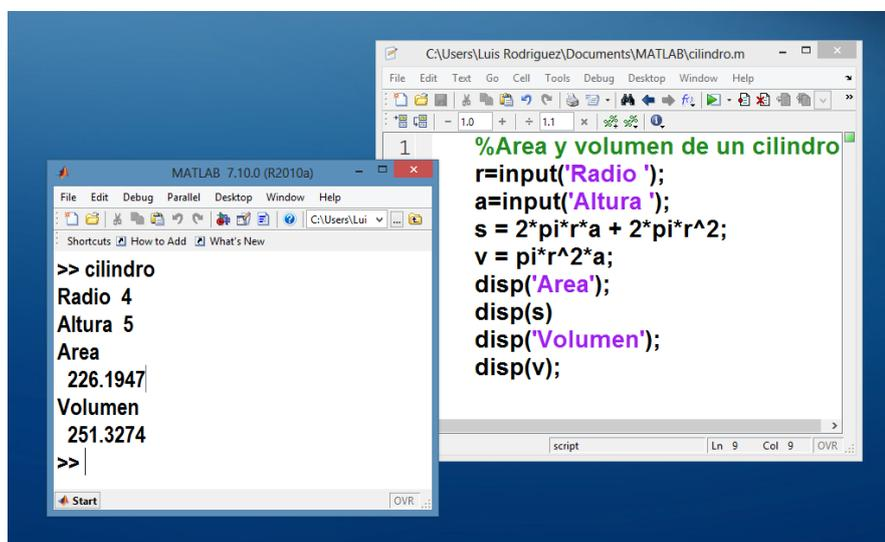 C:\Users\Luis Rodriguez\Documents\MATLAB\cilindro.m
File Edit Text Go Cell Tools Debug Desktop Window Help
- 1.0 + ÷ 1.1 ×
1
%Area y volumen de un cilindro
r=input('Radio ');
a=input('Altura ');
s = 2*pi*r*a + 2*pi*r^2;
v = pi*r^2*a;
disp('Area');
disp(s)
disp('Volumen');
disp(v);
script Ln 9 Col 9 OVR
MATLAB 7.10.0 (R2010a)
File Edit Debug Parallel Desktop Window Help
C:\Users\Lui
Shortcuts How to Add What's New
>> cilindro
Radio 4
Altura 5
Area
226.1947
Volumen
251.3274
>>
Start OVR